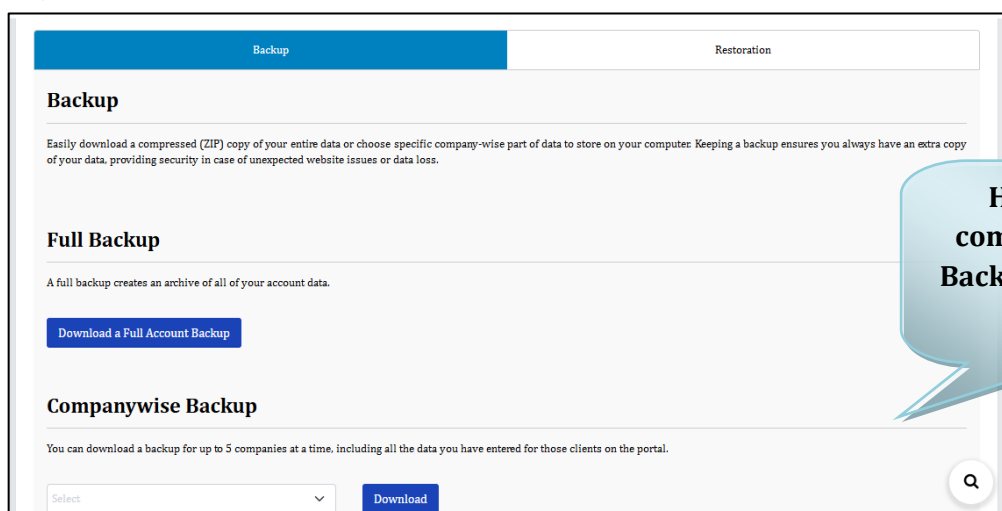 Backup
Restoration
Backup
Easily download a compressed (ZIP) copy of your entire data or choose specific company-wise part of data to store on your computer. Keeping a backup ensures you always have an extra copy
of your data, providing security in case of unexpected website issues or data loss.
Full Backup
A full backup creates an archive of all of your account data.
Download a Full Account Backup
Companywise Backup
You can download a backup for up to 5 companies at a time, including all the data you have entered for those clients on the portal.
Select
Download